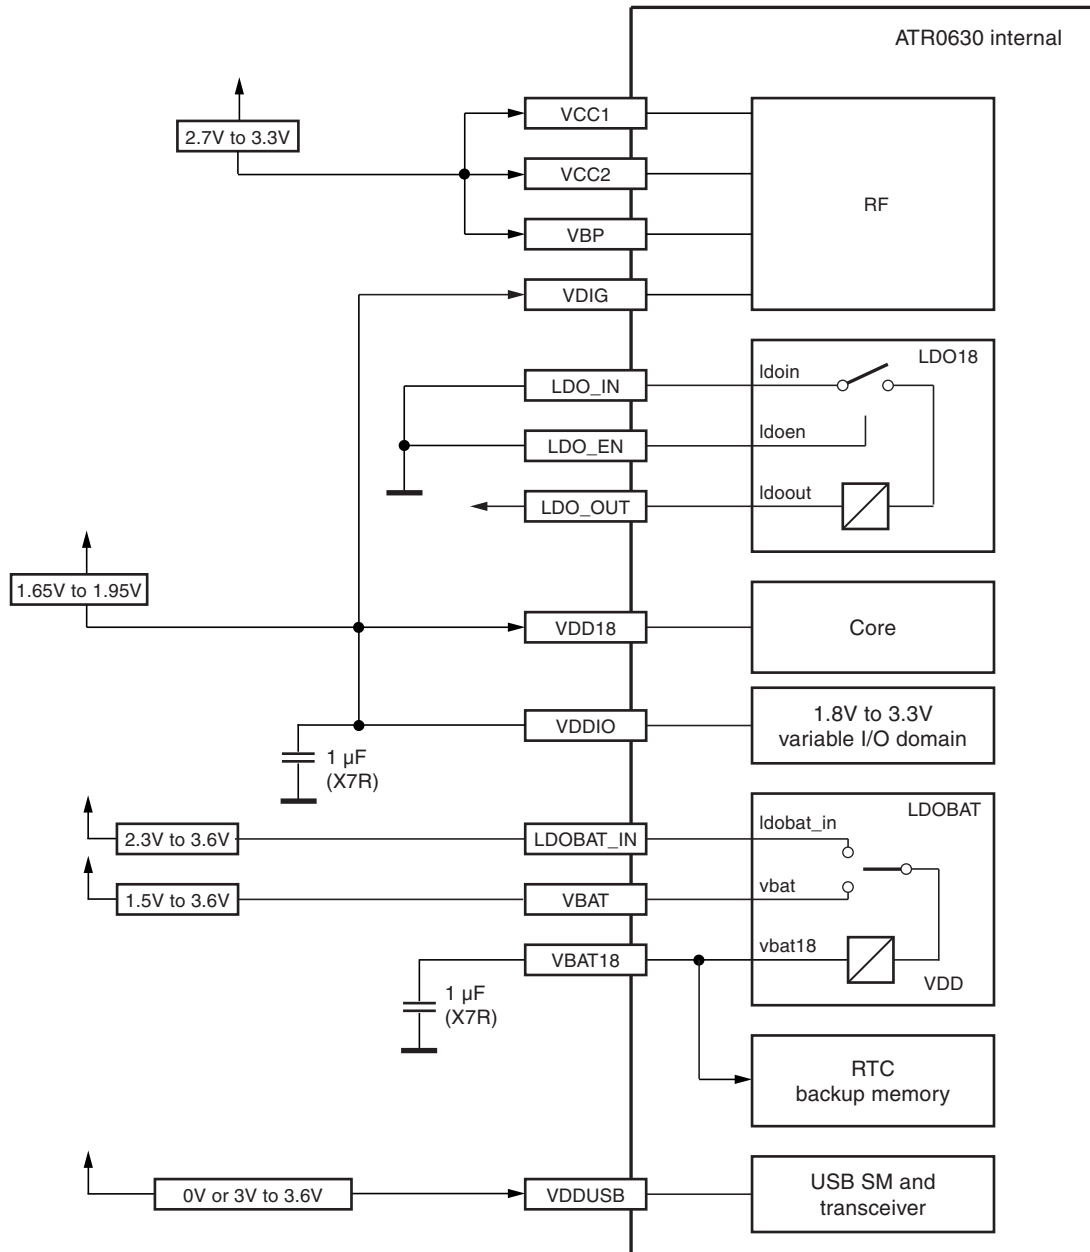 ATR0630 internal
2.7V to 3.3V
VCC1
VCC2
VBP
VDIG
RF
LDO_IN
LDO_EN
LDO_OUT
ldoin
LDO18
ldoen
ldoout
1.65V to 1.95V
VDD18
Core
VDDIO
1.8V to 3.3V
variable I/O domain
1 µF
(X7R)
2.3V to 3.6V
LDOBAT_IN
ldobat_in
LDOBAT
1.5V to 3.6V
VBAT
vbat
VBAT18
vbat18
VDD
1 µF
(X7R)
RTC
backup memory
0V or 3V to 3.6V
VDDUSB
USB SM and
transceiver